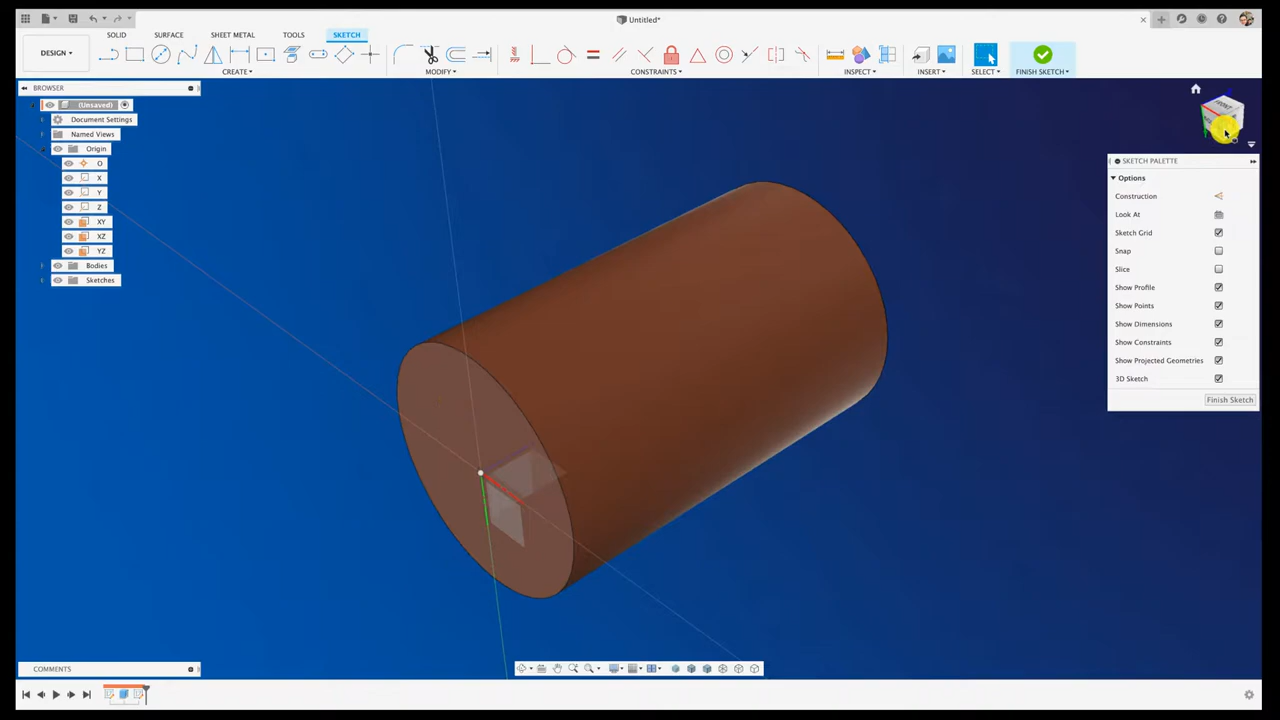 Untitled*
DESIGN
SOLID
SURFACE
SHEET METAL
TOOLS
SKETCH
CREATE
MODIFY
CONSTRAINTS
INSPECT
INSERT
SELECT
FINISH SKETCH
BROWSER
(Unsaved)
Document Settings
Named Views
Origin
O
X
Y
Z
XY
XZ
YZ
Bodies
Sketches
FRONT
SKETCH PALETTE
Options
Construction
Look At
Sketch Grid
Snap
Slice
Show Profile
Show Points
Show Dimensions
Show Constraints
Show Projected Geometries
3D Sketch
Finish Sketch
COMMENTS